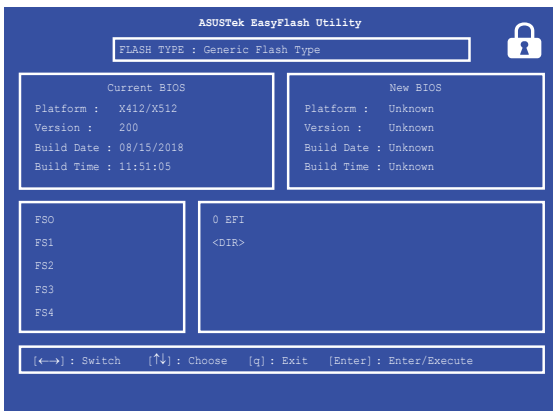 ASUSTek EasyFlash Utility
FLASH TYPE : Generic Flash Type
Current BIOS
Platform : X412/X512
Version : 200
Build Date : 08/15/2018
Build Time : 11:51:05
New BIOS
Platform : Unknown
Version : Unknown
Build Date : Unknown
Build Time : Unknown
FS0
FS1
FS2
FS3
FS4
0 EFI
<DIR>
[←→] : Switch [↑↓] : Choose [q] : Exit [Enter] : Enter/Execute